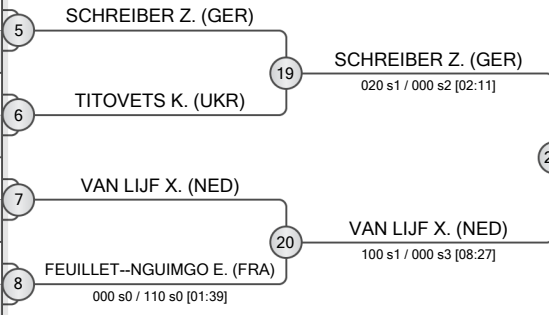 SCHREIBER Z. (GER)
5
19
SCHREIBER Z. (GER)
020 s1 / 000 s2 [02:11]
TITOVETS K. (UKR)
6
2
VAN LIJF X. (NED)
7
20
VAN LIJF X. (NED)
100 s1 / 000 s3 [08:27]
FEUILLET--NGUIMGO E. (FRA)
8
000 s0 / 110 s0 [01:39]